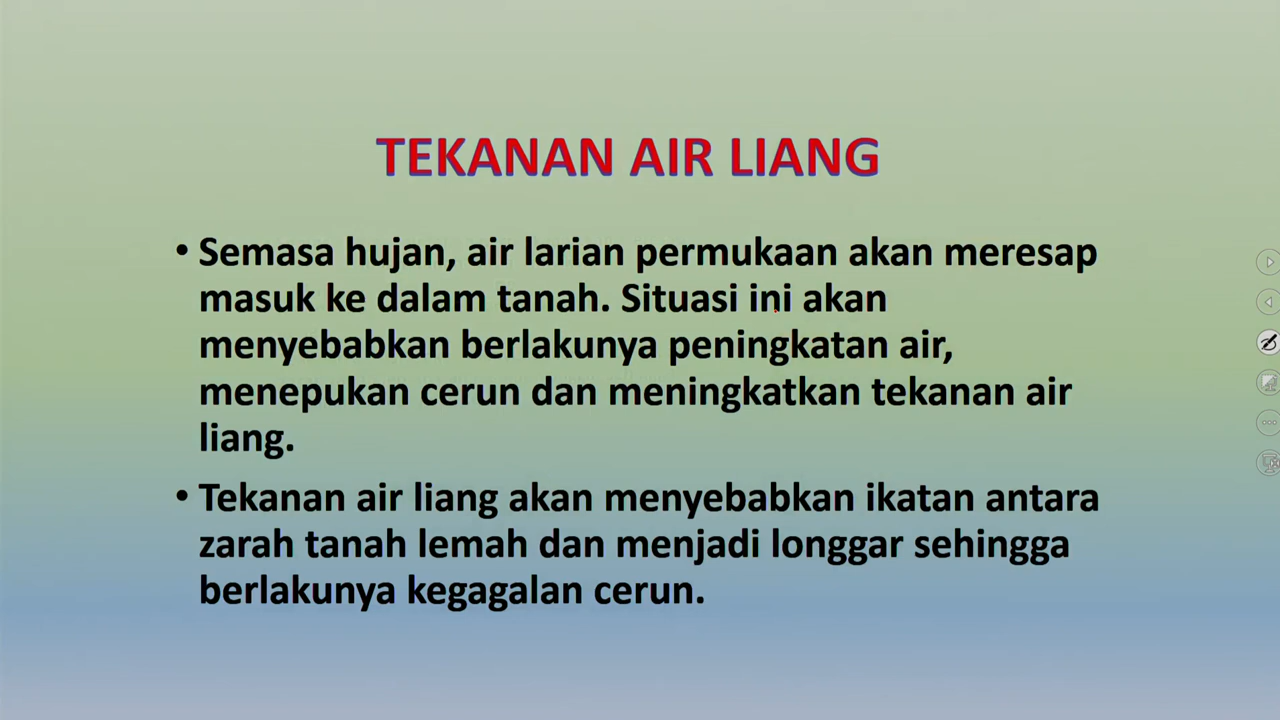 TEKANAN AIR LIANG
• Semasa hujan, air larian permukaan akan meresap
masuk ke dalam tanah. Situasi ini akan
menyebabkan berlakunya peningkatan air,
menepukan cerun dan meningkatkan tekanan air
liang.
• Tekanan air liang akan menyebabkan ikatan antara
zarah tanah lemah dan menjadi longgar sehingga
berlakunya kegagalan cerun.